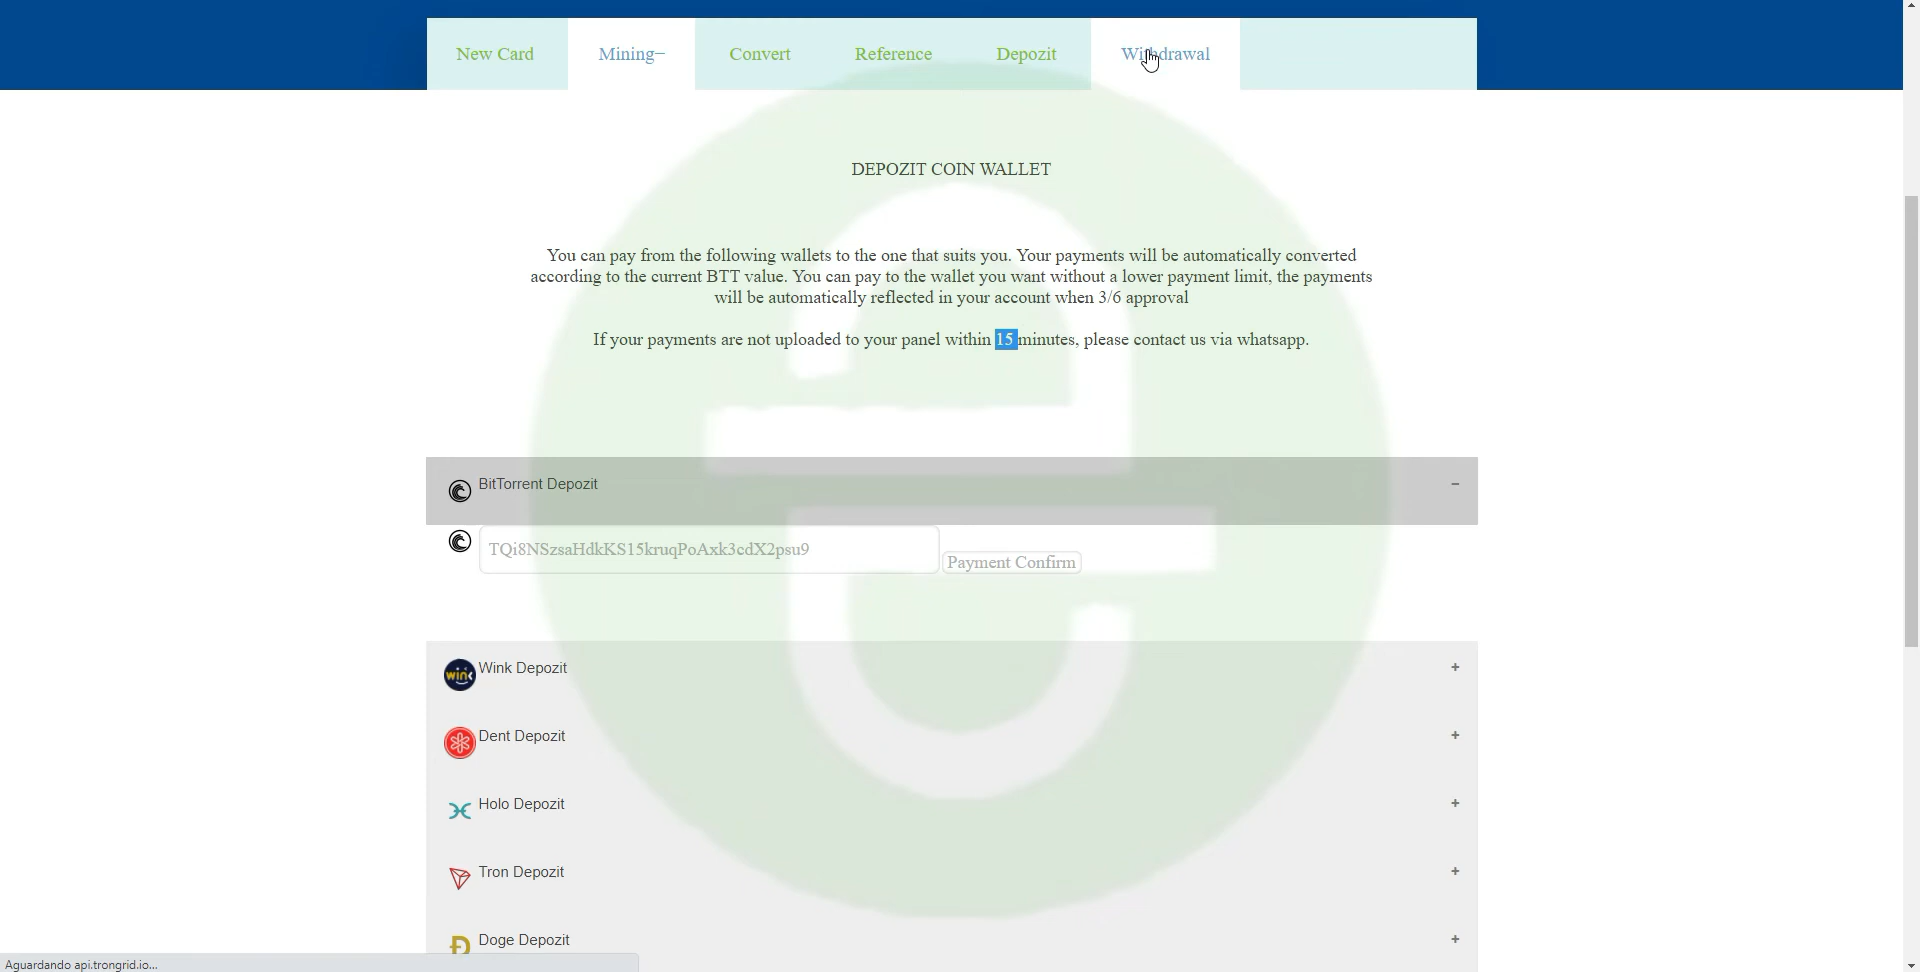 New Card
Mining
Convert
Reference
Depozit
Withdrawal
DEPOZIT COIN WALLET
You can pay from the following wallets to the one that suits you. Your payments will be automatically converted
according to the current BTT value. You can pay to the wallet you want without a lower payment limit, the payments
will be automatically reflected in your account when 3/6 approval
If your payments are not uploaded to your panel within 15 minutes, please contact us via whatsapp.
BitTorrent Depozit
TQi8NSzsaHdkKS15kruqPoAxk3cdX2psu9
Payment Confirm
Wink Depozit
Dent Depozit
Holo Depozit
Tron Depozit
Doge Depozit
Aguardando api.trongrid.io...